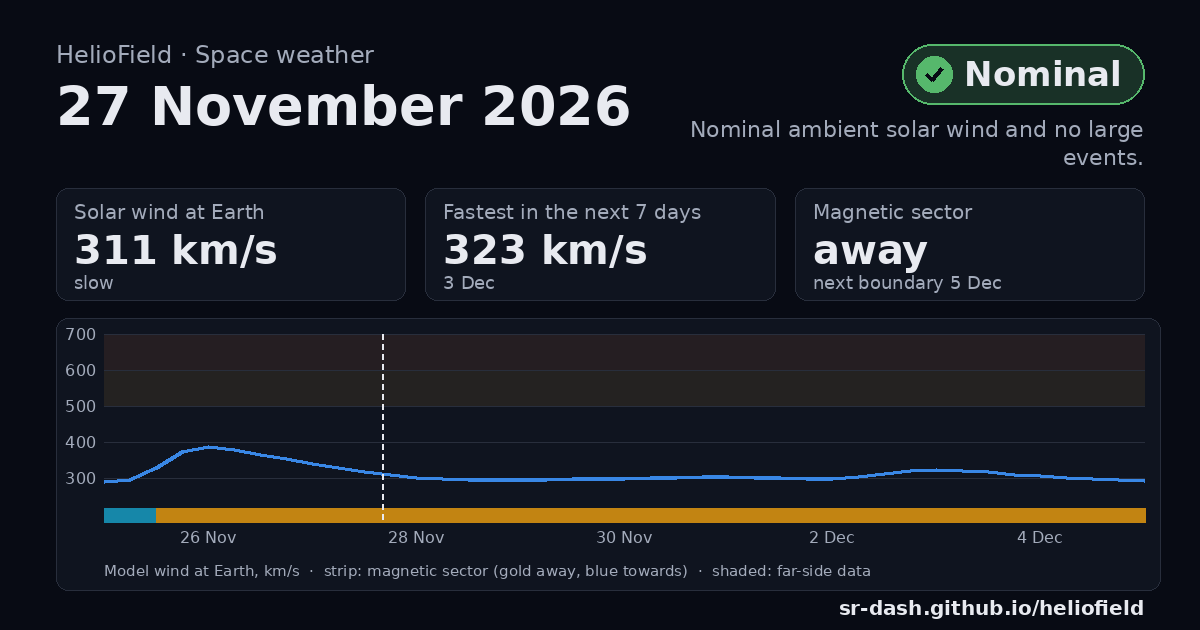 HelioField · Space weather
27 November 2026
Nominal
Nominal ambient solar wind and no large
events.
Solar wind at Earth
311 km/s
slow
Fastest in the next 7 days
323 km/s
3 Dec
Magnetic sector
away
next boundary 5 Dec
700
600
500
400
300
26 Nov
28 Nov
30 Nov
2 Dec
4 Dec
Model wind at Earth, km/s · strip: magnetic sector (gold away, blue towards) · shaded: far-side data
sr-dash.github.io/heliofield